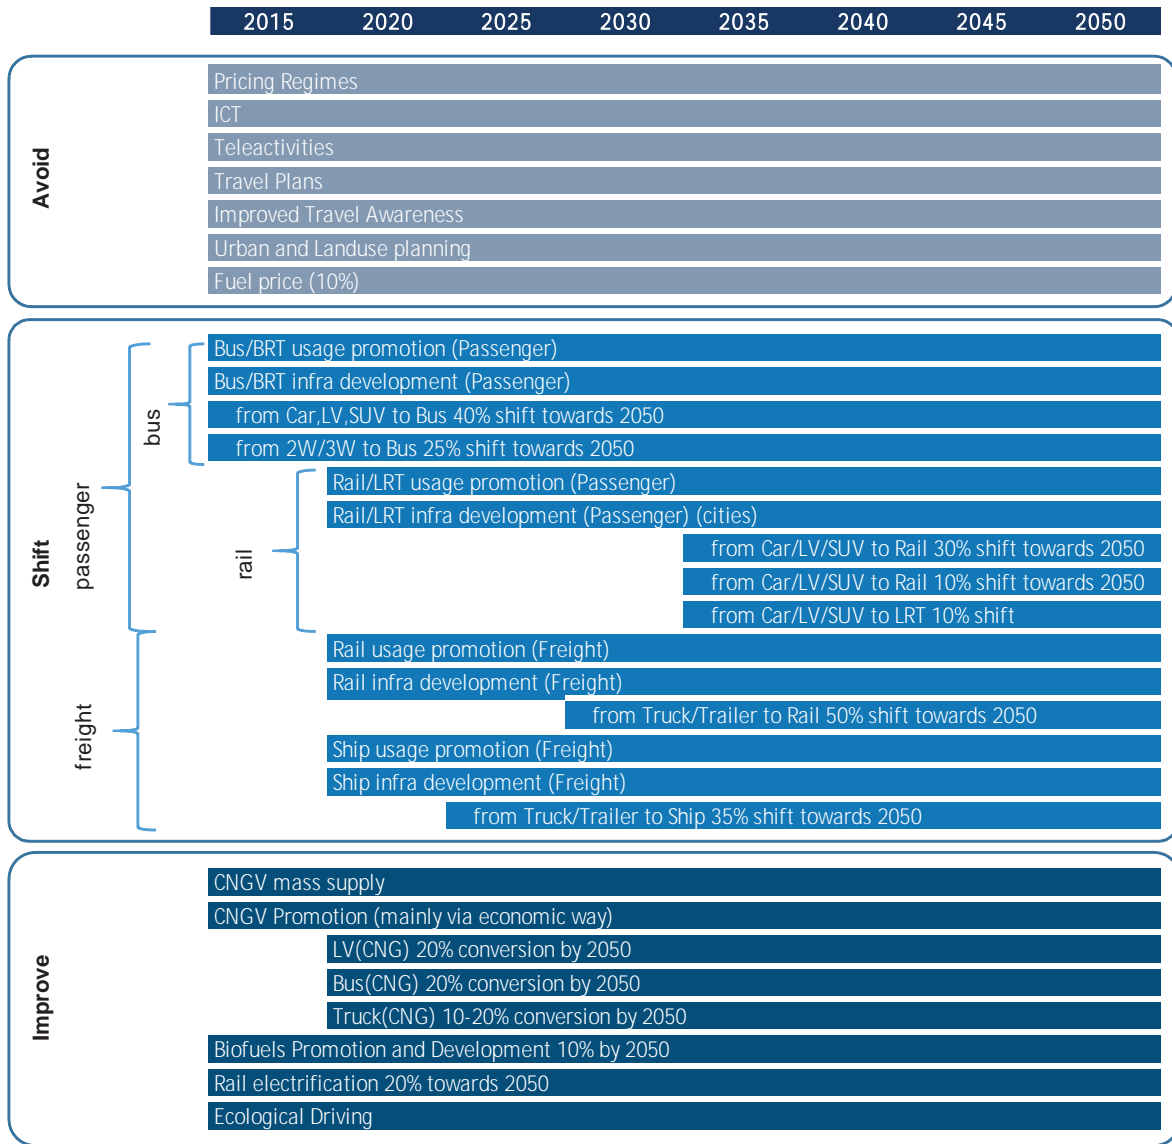 2015 2020 2025 2030 2035 2040 2045 2050
Avoid
Pricing Regimes
ICT
Teleactivities
Travel Plans
Improved Travel Awareness
Urban and Landuse planning
Fuel price (10%)
Shift
passenger
bus
Bus/BRT usage promotion (Passenger)
Bus/BRT infra development (Passenger)
from Car,LV,SUV to Bus 40% shift towards 2050
from 2W/3W to Bus 25% shift towards 2050
rail
Rail/LRT usage promotion (Passenger)
Rail/LRT infra development (Passenger) (cities)
from Car/LV/SUV to Rail 30% shift towards 2050
from Car/LV/SUV to Rail 10% shift towards 2050
from Car/LV/SUV to LRT 10% shift
freight
Rail usage promotion (Freight)
Rail infra development (Freight)
from Truck/Trailer to Rail 50% shift towards 2050
Ship usage promotion (Freight)
Ship infra development (Freight)
from Truck/Trailer to Ship 35% shift towards 2050
Improve
CNGV mass supply
CNGV Promotion (mainly via economic way)
LV(CNG) 20% conversion by 2050
Bus(CNG) 20% conversion by 2050
Truck(CNG) 10-20% conversion by 2050
Biofuels Promotion and Development 10% by 2050
Rail electrification 20% towards 2050
Ecological Driving